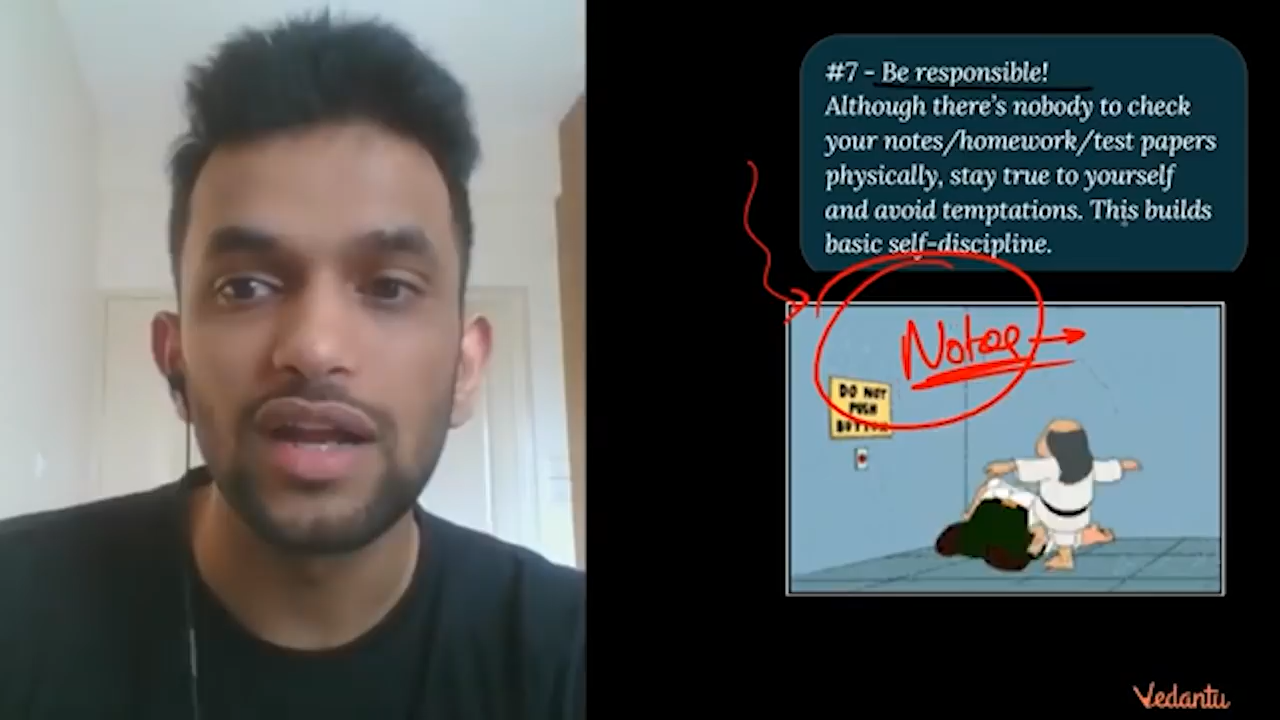 #7 - Be responsible!
Although there's nobody to check
your notes/homework/test papers
physically, stay true to yourself
and avoid temptations. This builds
basic self-discipline.
Notes
DO NOT
PUSH
BUTTON
Vedantu